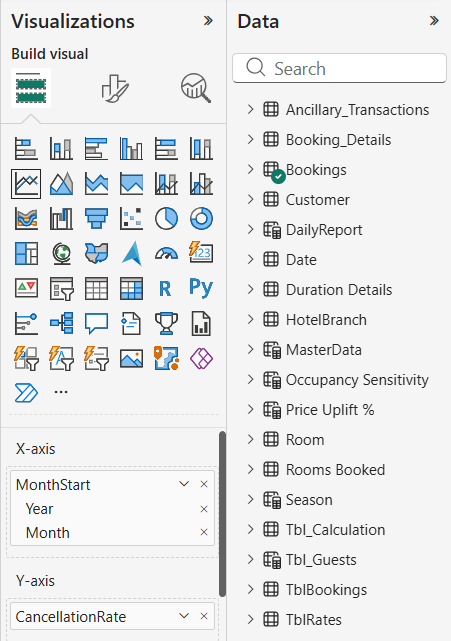 Visualizations »
Build visual
123
R Py
...
X-axis
MonthStart
Year
Month
Y-axis
CancellationRate
Data »
Search
Ancillary_Transactions
Booking_Details
Bookings
Customer
DailyReport
Date
Duration Details
HotelBranch
MasterData
Occupancy Sensitivity
Price Uplift %
Room
Rooms Booked
Season
Tbl_Calculation
Tbl_Guests
TblBookings
TblRates